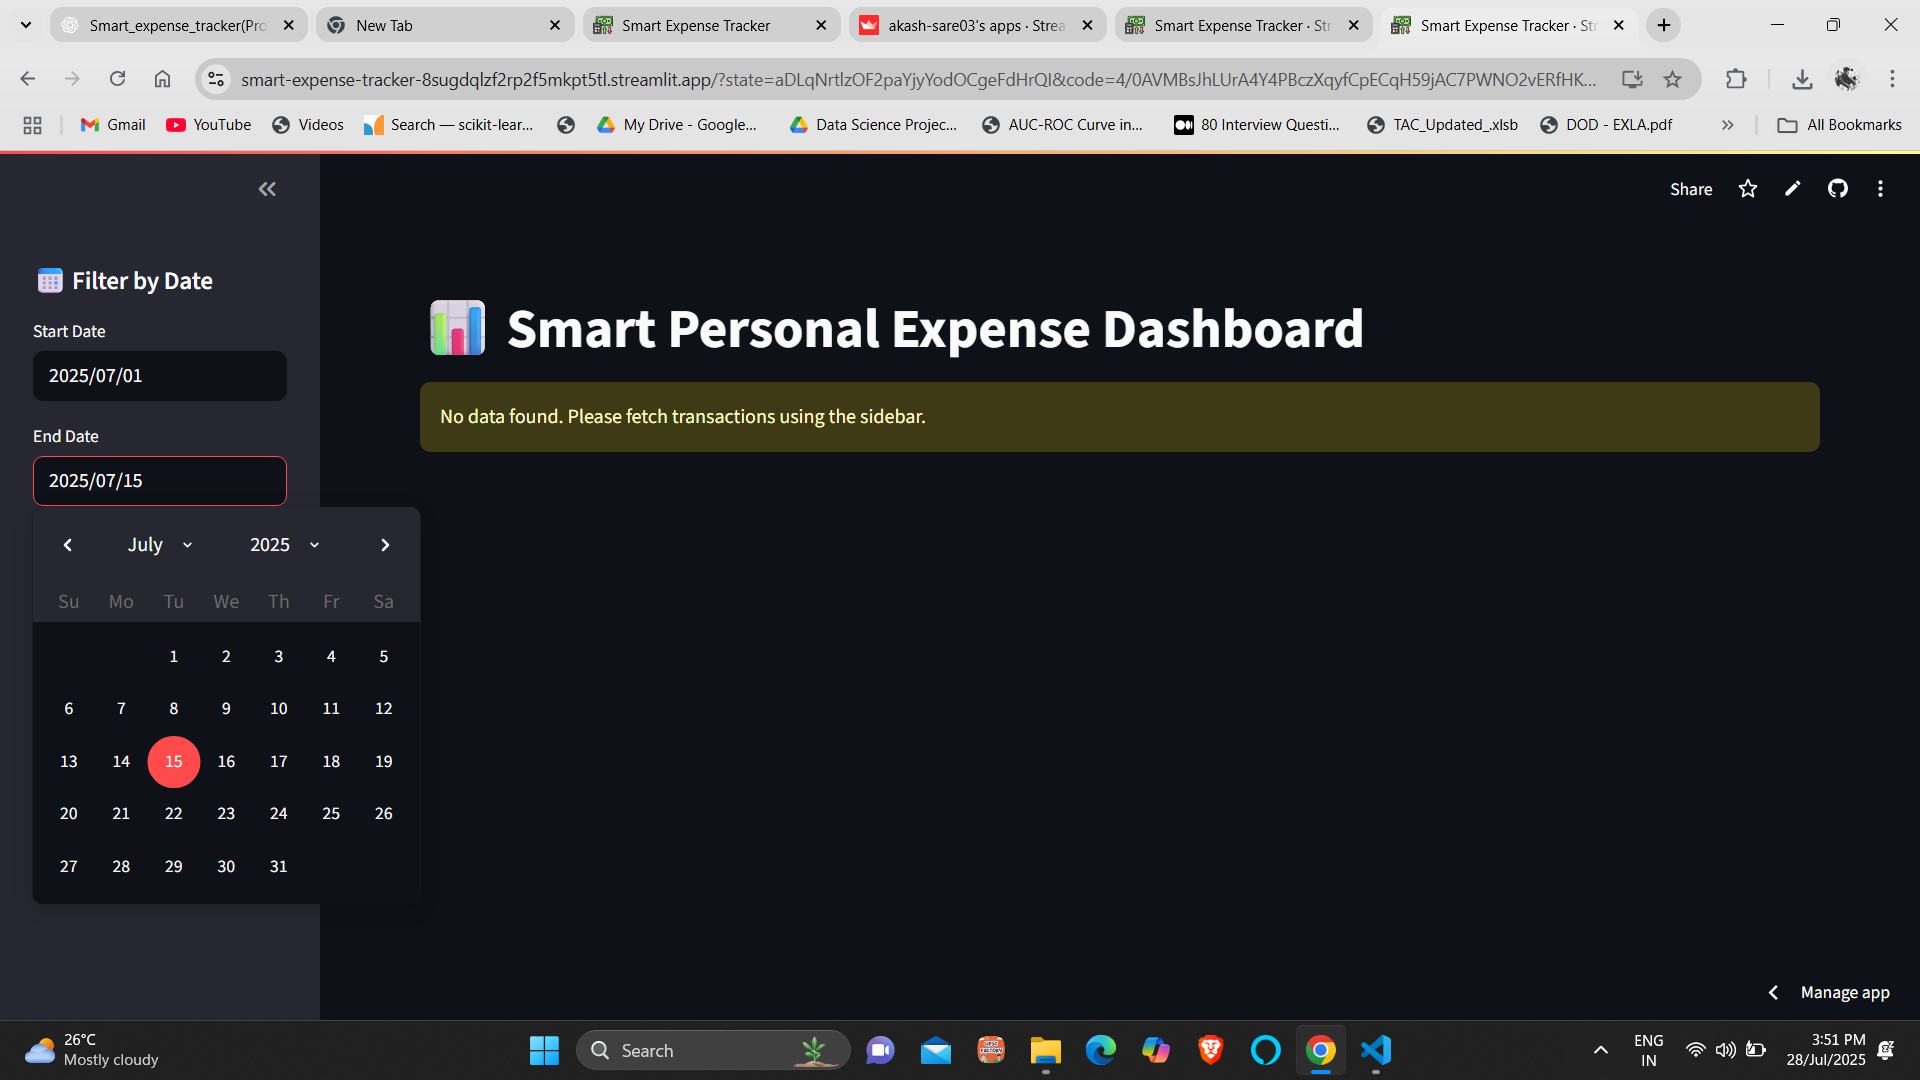 Smart_expense_tracker(Pro
New Tab
Smart Expense Tracker
akash-sare03's apps · Strea
Smart Expense Tracker · Str
Smart Expense Tracker · Str
smart-expense-tracker-8sugdqlzf2rp2f5mkpt5tl.streamlit.app/?state=aDLqNrtlzOF2paYjyYodOCgeFdHrQI&code=4/0AVMBsJhLUrA4Y4PBczXqyfCpECqH59jAC7PWNO2vERfHK...
Gmail
YouTube
Videos
Search — scikit-lear...
My Drive - Google...
Data Science Projec...
AUC-ROC Curve in...
80 Interview Questi...
TAC_Updated_.xlsb
DOD - EXLA.pdf
All Bookmarks
Share
Filter by Date
Start Date
2025/07/01
End Date
2025/07/15
July 2025
Su Mo Tu We Th Fr Sa
1 2 3 4 5
6 7 8 9 10 11 12
13 14 15 16 17 18 19
20 21 22 23 24 25 26
27 28 29 30 31
Smart Personal Expense Dashboard
No data found. Please fetch transactions using the sidebar.
Manage app
26°C
Mostly cloudy
Search
ENG
IN
3:51 PM
28/Jul/2025